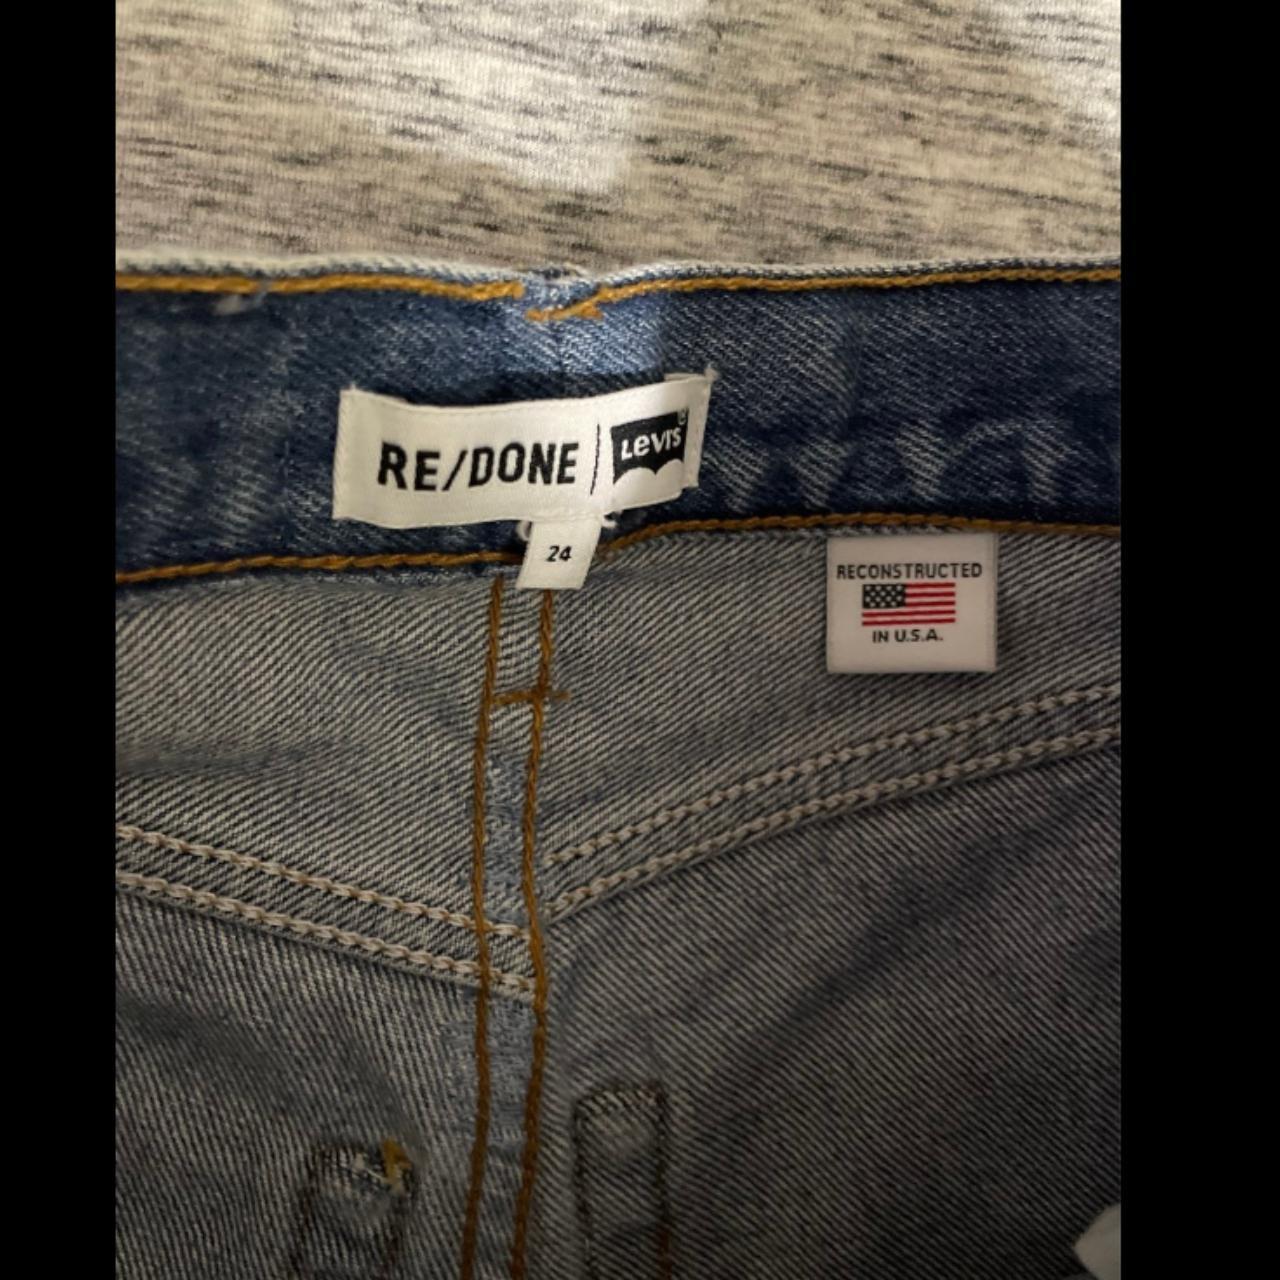 RE/DONE | LEVI'S®
24
RECONSTRUCTED
IN U.S.A.